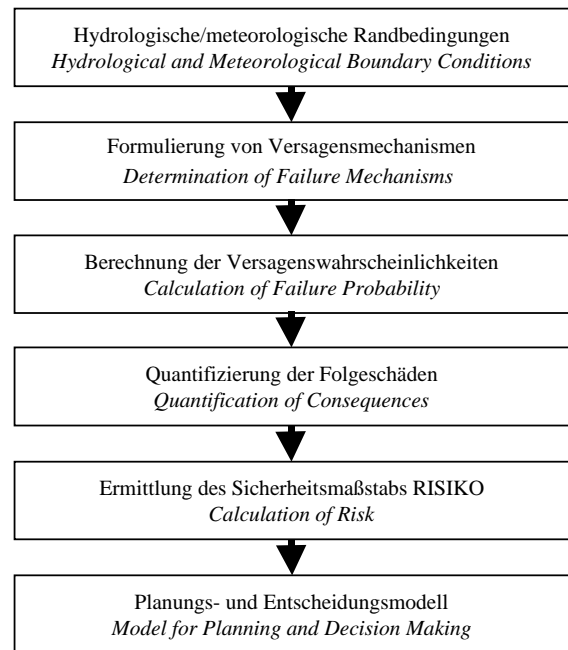 Hydrologische/meteorologische Randbedingungen
Hydrological and Meteorological Boundary Conditions
Formulierung von Versagensmechanismen
Determination of Failure Mechanisms
Berechnung der Versagenswahrscheinlichkeiten
Calculation of Failure Probability
Quantifizierung der Folgeschäden
Quantification of Consequences
Ermittlung des Sicherheitsmaßstabs RISIKO
Calculation of Risk
Planungs- und Entscheidungsmodell
Model for Planning and Decision Making